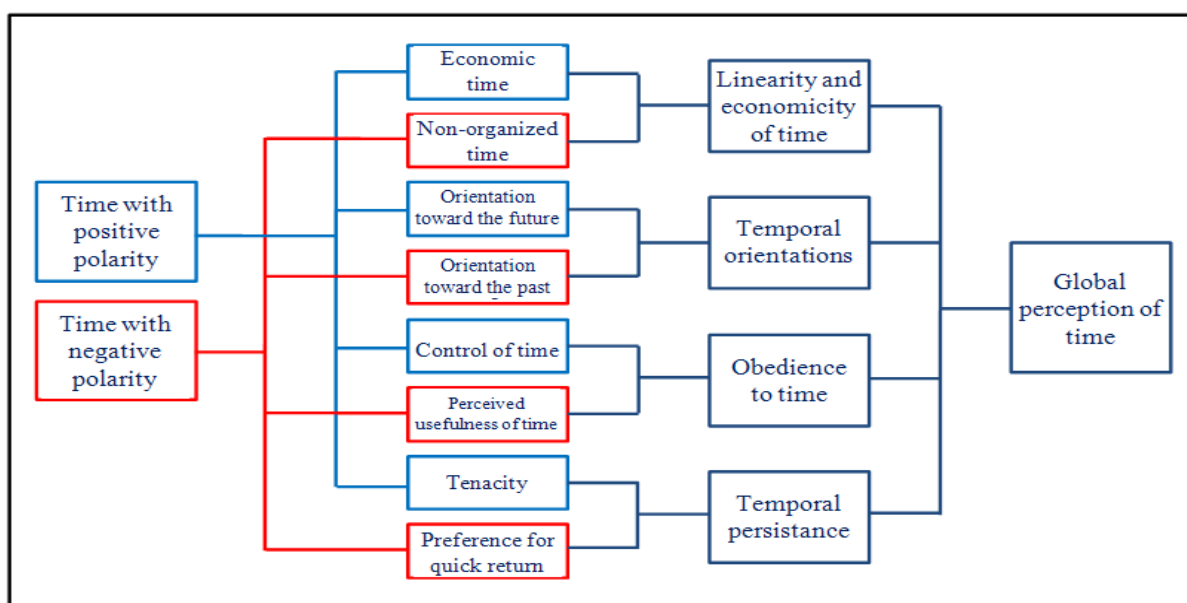 Time with
positive
polarity
Time with
negative
polarity
Economic
time
Non-organized
time
Orientation
toward the future
Orientation
toward the past
Control of time
Perceived
usefulness of time
Tenacity
Preference for
quick return
Linearity and
economicity
of time
Temporal
orientations
Obedience
to time
Temporal
persistance
Global
perception of
time